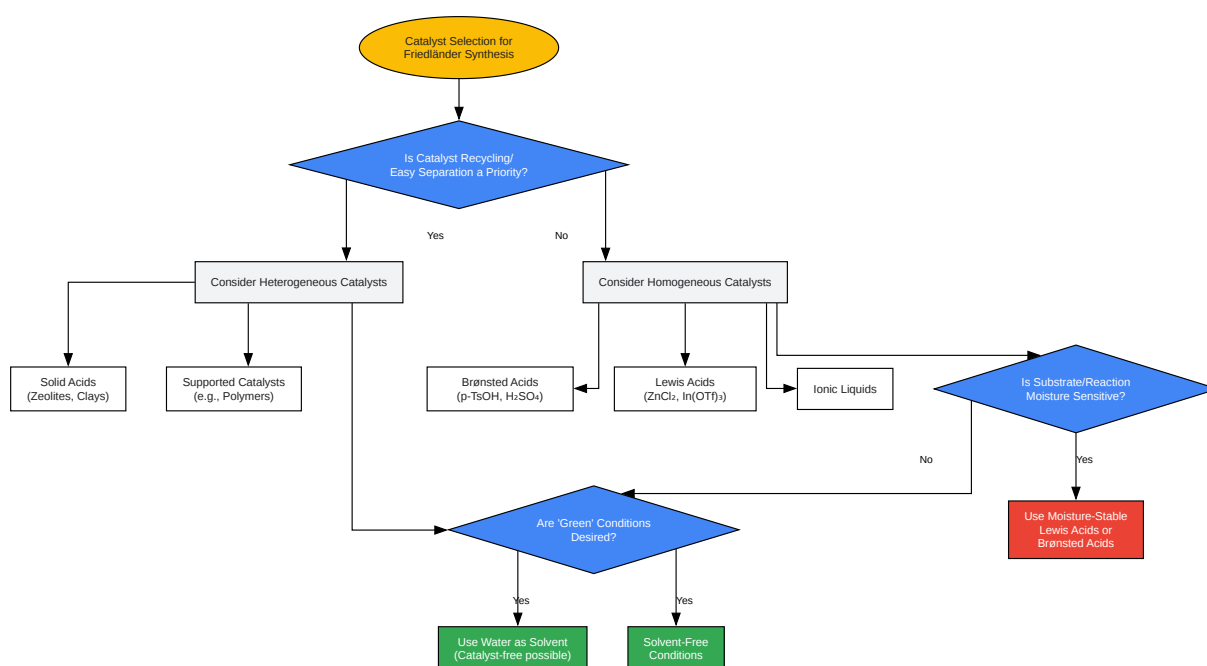 Catalyst Selection for
Friedländer Synthesis
Is Catalyst Recycling/
Easy Separation a Priority?
Yes
No
Consider Heterogeneous Catalysts
Consider Homogeneous Catalysts
Solid Acids
(Zeolites, Clays)
Supported Catalysts
(e.g., Polymers)
Brønsted Acids
(p-TsOH, H₂SO₄)
Lewis Acids
(ZnCl₂, In(OTf)₃)
Ionic Liquids
Is Substrate/Reaction
Moisture Sensitive?
No
Yes
Are 'Green' Conditions
Desired?
Use Moisture-Stable
Lewis Acids or
Brønsted Acids
Yes
Yes
Use Water as Solvent
(Catalyst-free possible)
Solvent-Free
Conditions